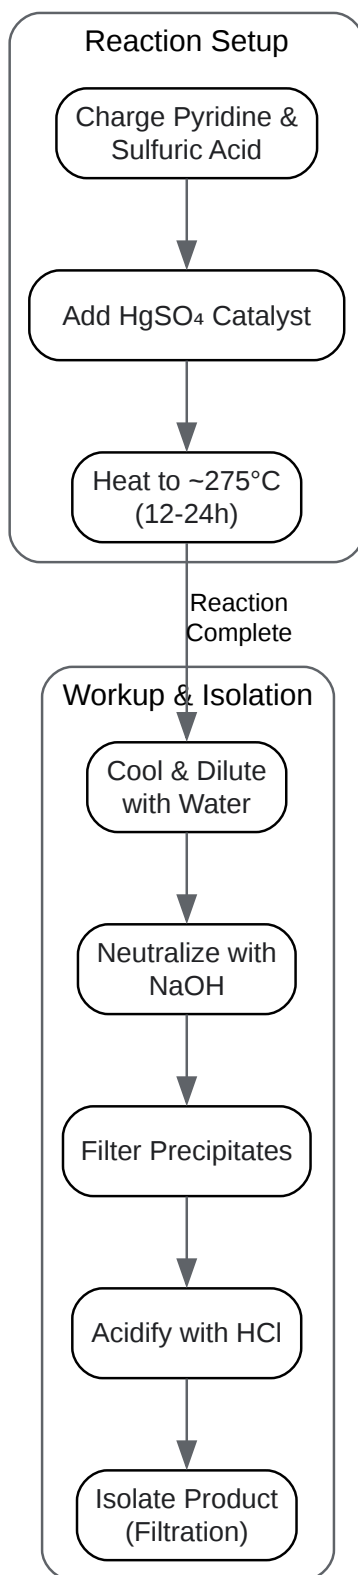 Reaction Setup
Charge Pyridine &
Sulfuric Acid
Add HgSO₄ Catalyst
Heat to ~275°C
(12-24h)
Reaction
Complete
Workup & Isolation
Cool & Dilute
with Water
Neutralize with
NaOH
Filter Precipitates
Acidify with HCl
Isolate Product
(Filtration)